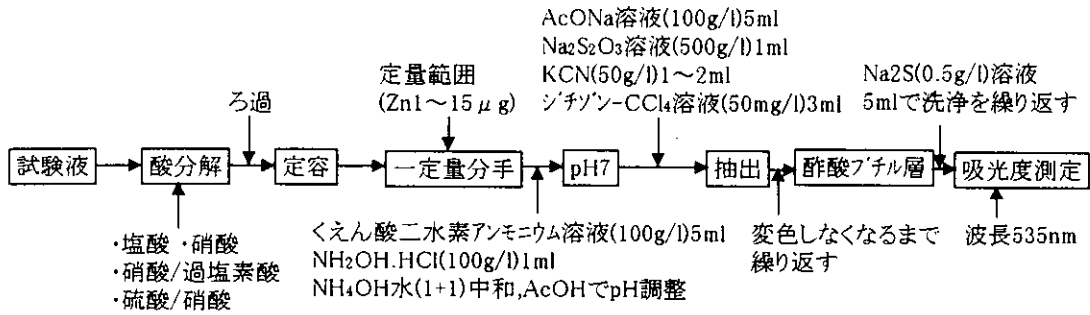 AcONa溶液(100g/l)5ml
Na₂S₂O₃溶液(500g/l)1ml
KCN(50g/l)1～2ml
ｼﾞﾁｿﾞﾝ-CCl₄溶液(50mg/l)3ml
定量範囲
(Zn1～15μg)
Na2S(0.5g/l)溶液
5mlで洗浄を繰り返す
ろ過
試験液
酸分解
定容
一定量分手
pH7
抽出
酢酸ﾌﾞﾁﾙ層
吸光度測定
・塩酸 ・硝酸
・硝酸/過塩素酸
・硫酸/硝酸
くえん酸二水素ｱﾝﾓﾆｳﾑ溶液(100g/l)5ml
NH₂OH.HCl(100g/l)1ml
NH₄OH水(1+1)中和,AcOHでpH調整
変色しなくなるまで
繰り返す
波長535nm